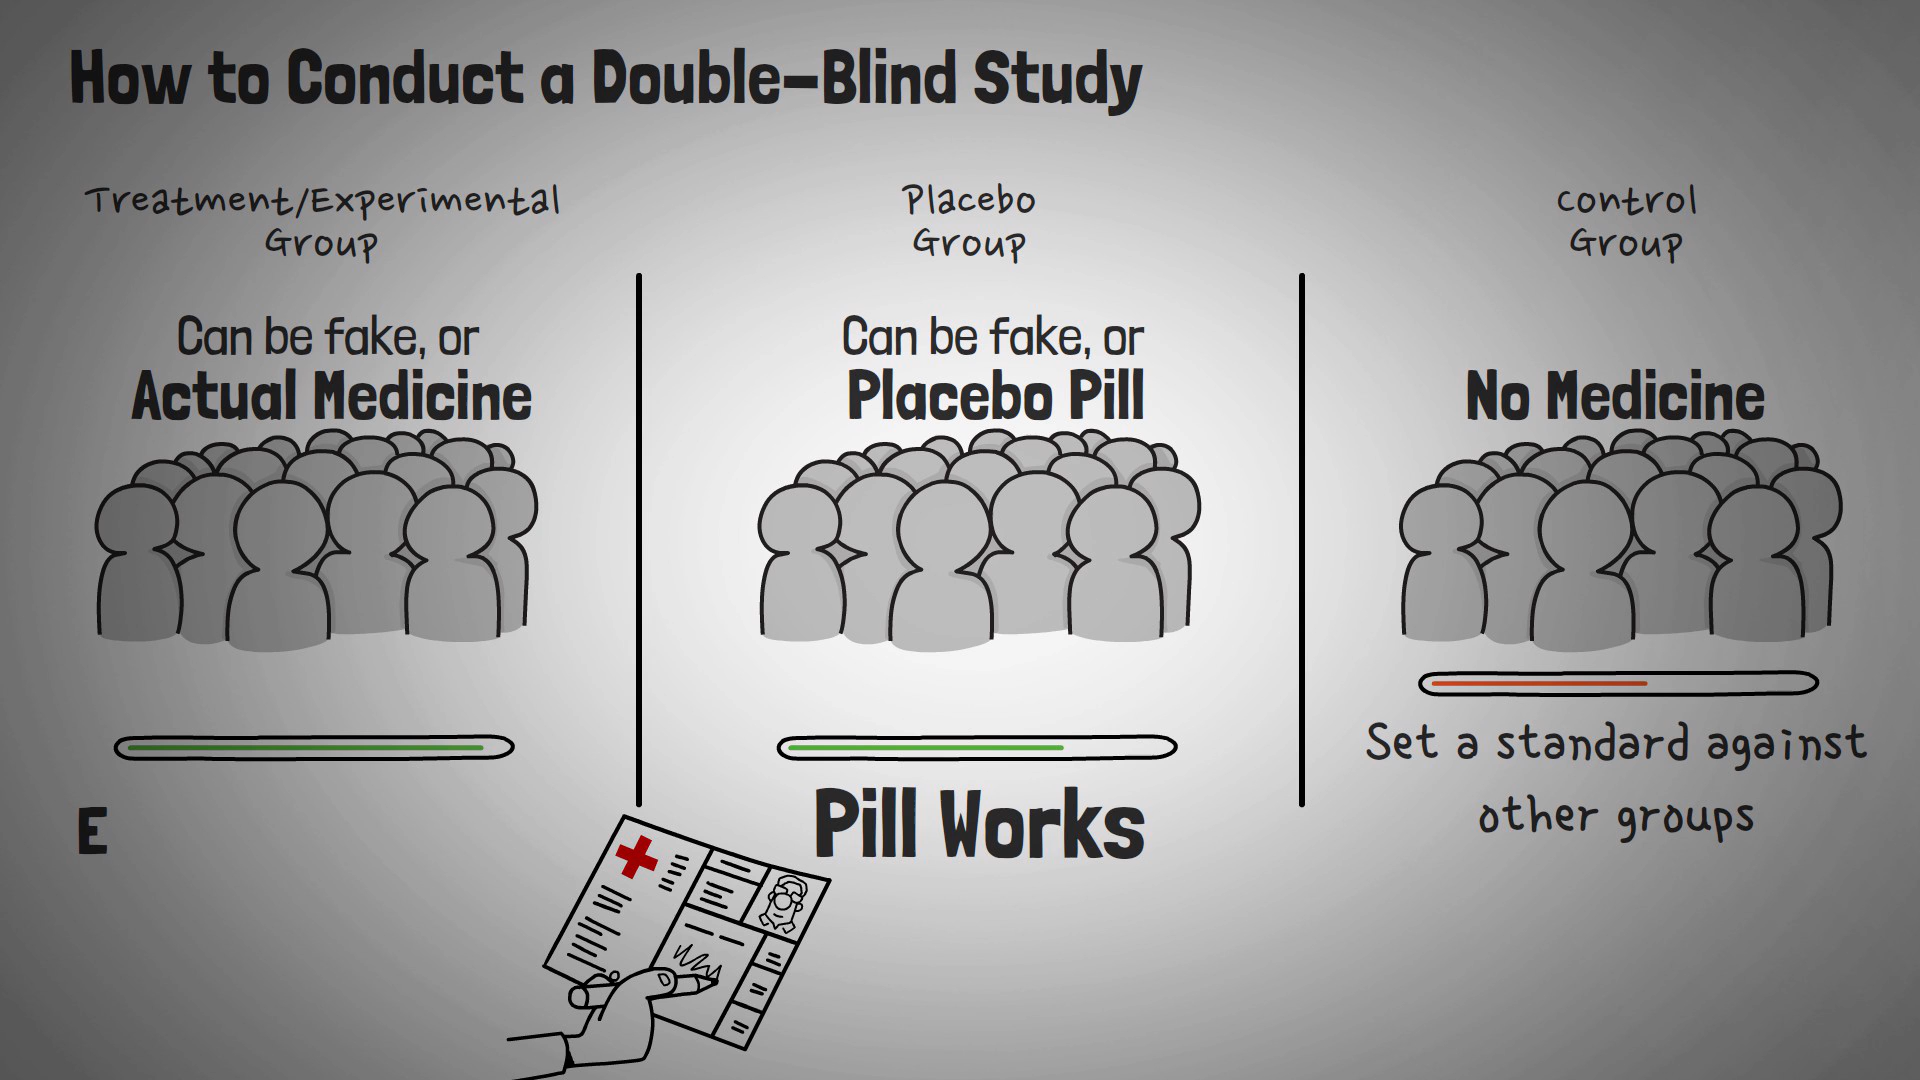 How to Conduct a Double-Blind Study
Treatment/Experimental
Group
Can be fake, or
Actual Medicine
E
Placebo
Group
Can be fake, or
Placebo Pill
Pill Works
Control
Group
No Medicine
Set a standard against
other groups